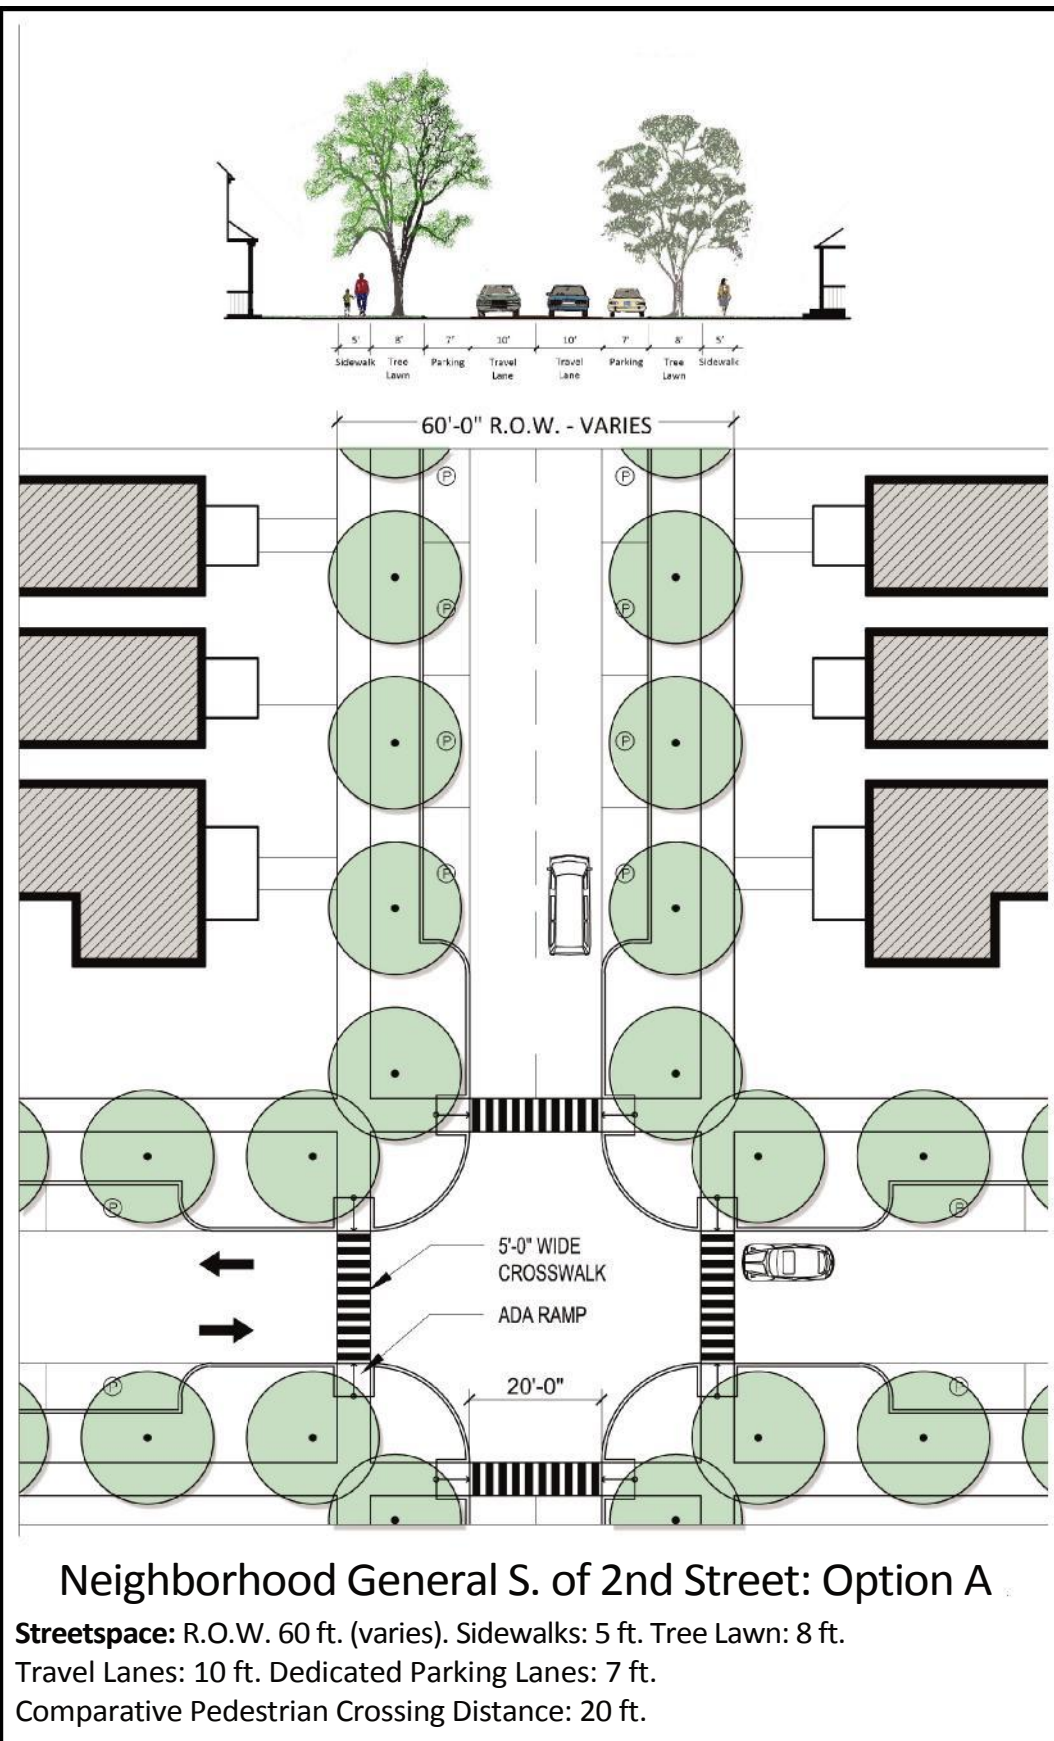 5' 8' 7' 10' 10' 7' 8' 5'
Sidewalk Tree Parking Travel Travel Parking Tree Sidewalk
Lawn Lane Lane Lawn
60'-0" R.O.W. - VARIES
P P
P P
P P
P P
P P
5'-0" WIDE
CROSSWALK
ADA RAMP
P P
20'-0"
Neighborhood General S. of 2nd Street: Option A
Streetspace: R.O.W. 60 ft. (varies). Sidewalks: 5 ft. Tree Lawn: 8 ft.
Travel Lanes: 10 ft. Dedicated Parking Lanes: 7 ft.
Comparative Pedestrian Crossing Distance: 20 ft.